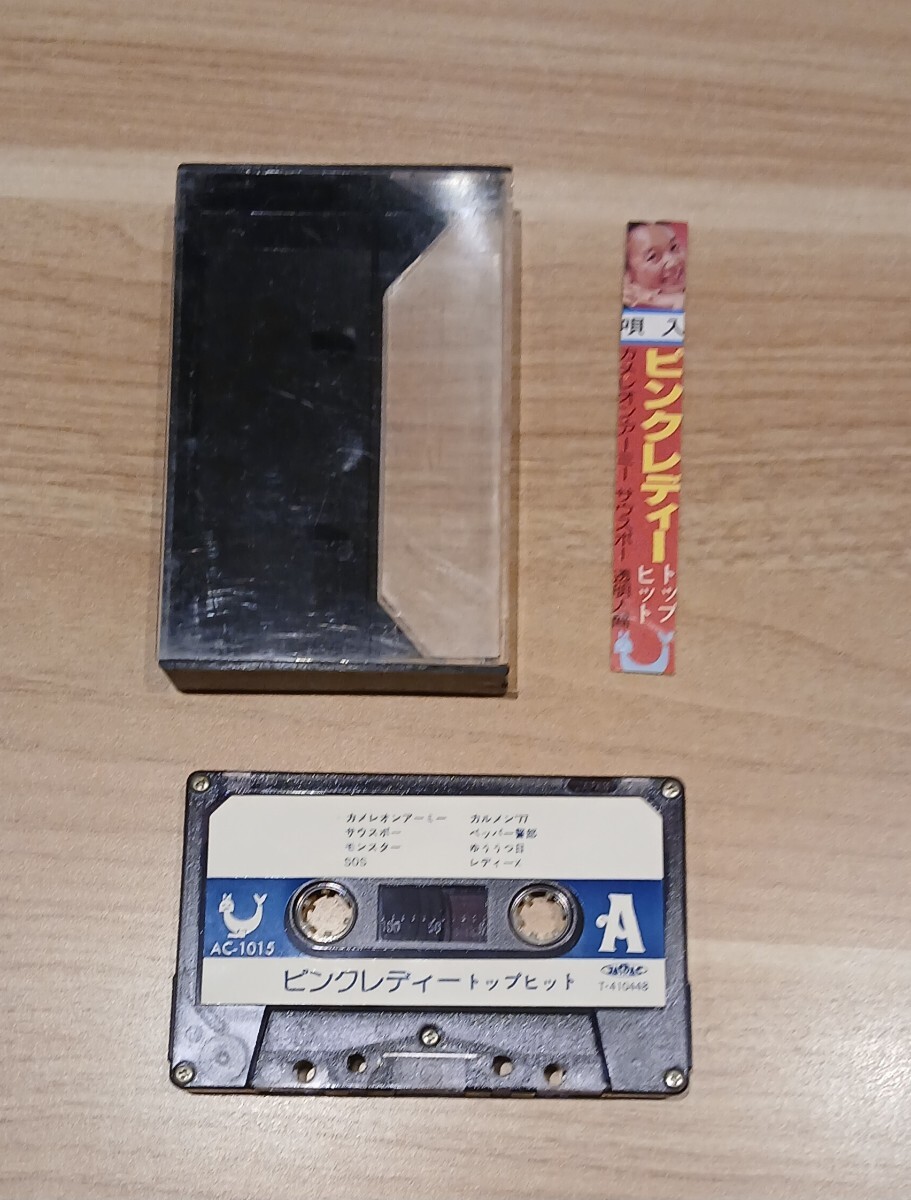 唄入
ピンクレディー
トップ
ヒット
カメレオンアーミー サウスポー 透明人間
カメレオンアーミー
サウスポー
モンスター
SOS
カルメン'77
ペッパー警部
ゆううつ日
レディーX
AC-1015
A
ピンクレディートップヒット
T-410448
100 50